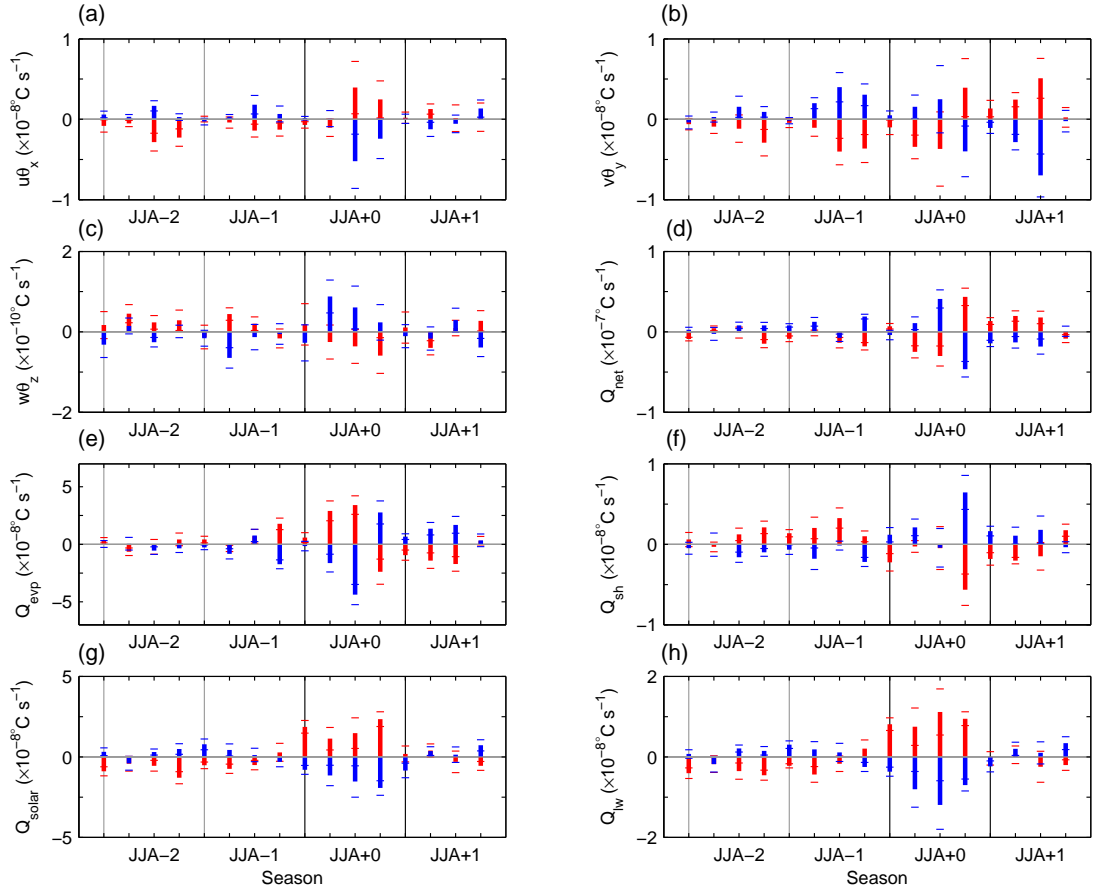 (a)
1
0
−1
uθx (×10−8°C s−1)
JJA−2 JJA−1 JJA+0 JJA+1
(b)
1
0
−1
vθy (×10−8°C s−1)
JJA−2 JJA−1 JJA+0 JJA+1
(c)
2
0
−2
wθz (×10−10°C s−1)
JJA−2 JJA−1 JJA+0 JJA+1
(d)
1
0
−1
Qnet (×10−7°C s−1)
JJA−2 JJA−1 JJA+0 JJA+1
(e)
5
0
−5
Qevp (×10−8°C s−1)
JJA−2 JJA−1 JJA+0 JJA+1
(f)
1
0
−1
Qsh (×10−8°C s−1)
JJA−2 JJA−1 JJA+0 JJA+1
(g)
5
0
−5
Qsolar (×10−8°C s−1)
JJA−2 JJA−1 JJA+0 JJA+1
Season
(h)
2
0
−2
Qlw (×10−8°C s−1)
JJA−2 JJA−1 JJA+0 JJA+1
Season